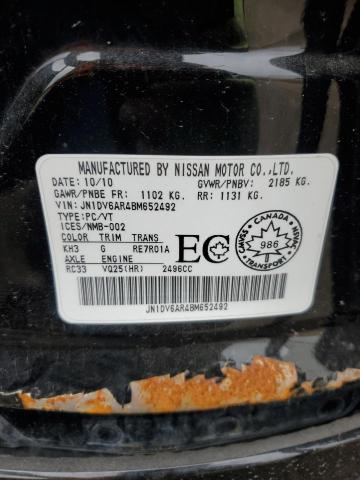 MANUFACTURED BY NISSAN MOTOR CO.,LTD.
DATE: 10/10 GVWR/PNBV: 2185 KG.
GAWR/PNBE FR: 1102 KG. RR: 1131 KG.
VIN: JN1DV6AR4BM652492
TYPE: PC/VT
ICES/NMB-002
COLOR TRIM TRANS
KH3 G RE7R01A
AXLE ENGINE
RC33 VQ25(HR) 2496CC
EC
CANADA
CMVSS
NSVAC
986
JN1DV6AR4BM652492